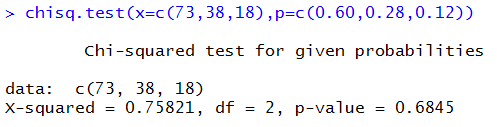 > chisq.test(x=c(73,38,18),p=c(0.60,0.28,0.12))
Chi-squared test for given probabilities
data:  c(73, 38, 18)
X-squared = 0.75821, df = 2, p-value = 0.6845